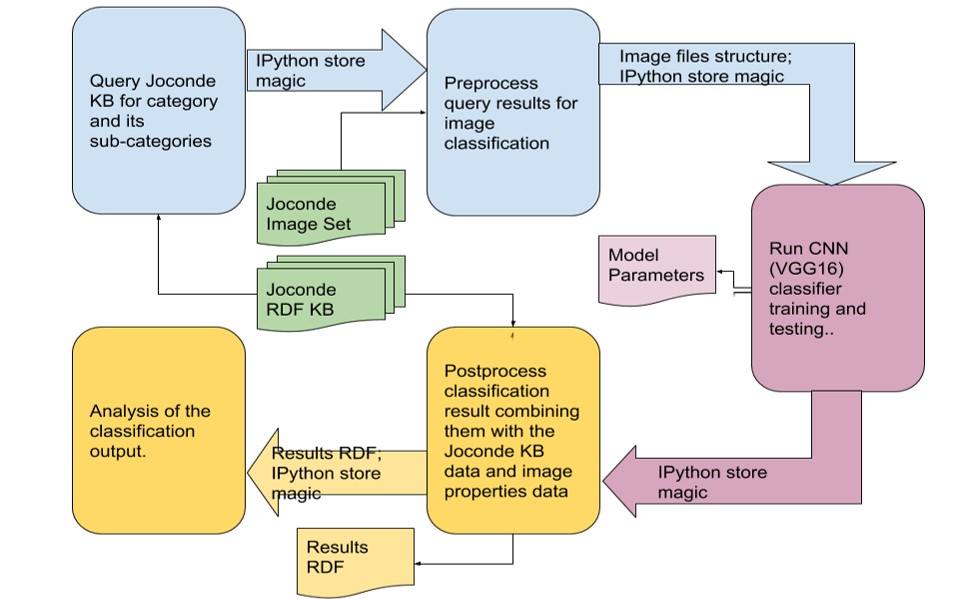 Query Joconde
KB for category
and its
sub-categories
IPython store
magic
Preprocess
query results for
image
classification
Image files structure;
IPython store magic
Joconde
Image Set
Joconde
RDF KB
Model
Parameters
Run CNN
(VGG16)
classifier
training and
testing..
Analysis of the
classification
output.
Results RDF;
IPython store
magic
Postprocess
classification
result combining
them with the
Joconde KB
data and image
properties data
IPython store
magic
Results
RDF